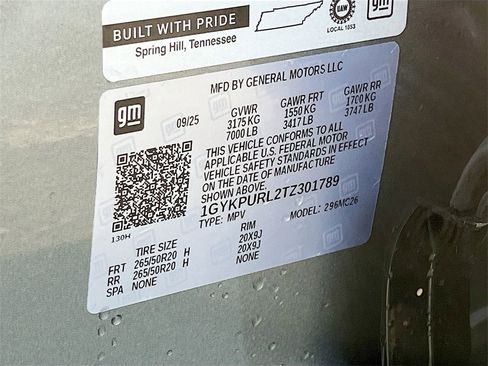 BUILT WITH PRIDE
Spring Hill, Tennessee
UAW
LOCAL 1853
gm
gm
MFD BY GENERAL MOTORS LLC
09/25
GVWR GAWR FRT GAWR RR
3175 KG 1550 KG 1700 KG
7000 LB 3417 LB 3747 LB
THIS VEHICLE CONFORMS TO ALL
APPLICABLE U.S. FEDERAL MOTOR
VEHICLE SAFETY STANDARDS IN EFFECT
ON THE DATE OF MANUFACTURE
SHOWN ABOVE.
1GYKPURL2TZ301789
TYPE: MPV MODEL: 296MC26
130H
TIRE SIZE RIM
FRT 265/50R20 H 20X9J
RR 265/50R20 H 20X9J
SPA NONE NONE